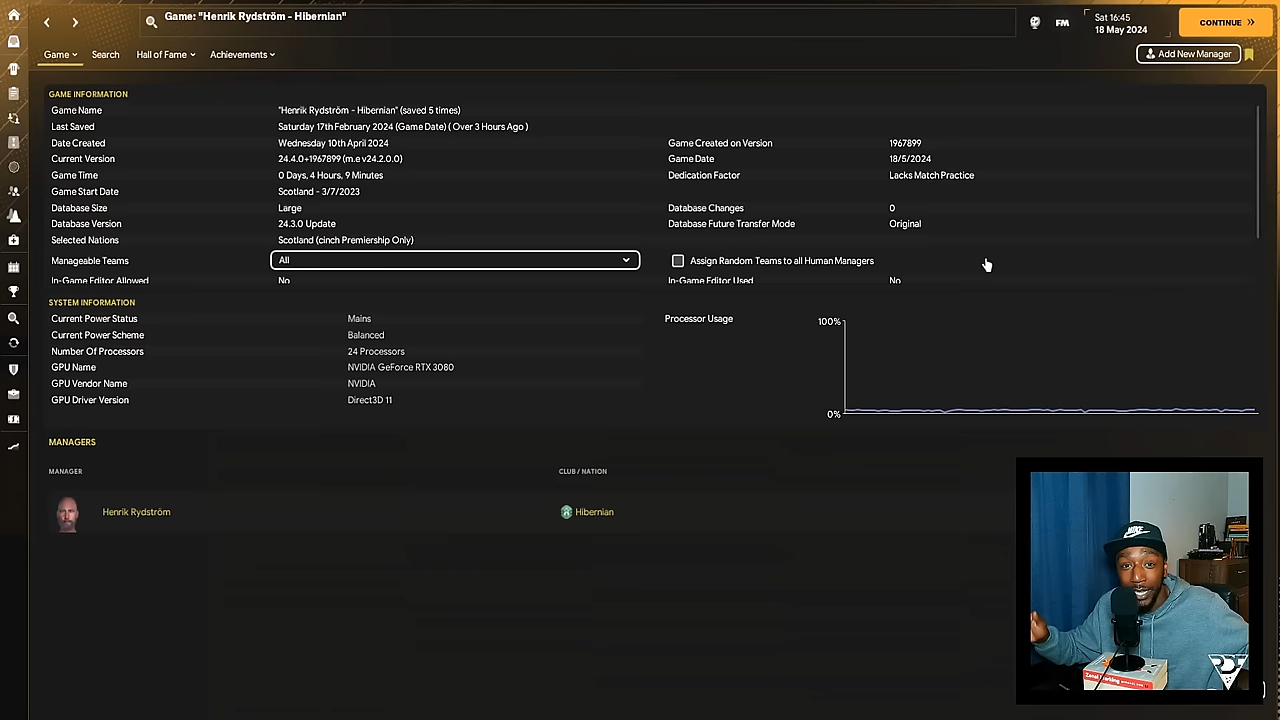 Game: "Henrik Rydström - Hibernian"
FM
Sat 16:45
18 May 2024
CONTINUE
Game
Search
Hall of Fame
Achievements
Add New Manager
GAME INFORMATION
Game Name "Henrik Rydström - Hibernian" (saved 5 times)
Last Saved Saturday 17th February 2024 (Game Date) ( Over 3 Hours Ago )
Date Created Wednesday 10th April 2024 Game Created on Version 1967899
Current Version 24.4.0+1967899 (m.e v24.2.0.0) Game Date 18/5/2024
Game Time 0 Days, 4 Hours, 9 Minutes Dedication Factor Lacks Match Practice
Game Start Date Scotland - 3/7/2023
Database Size Large Database Changes 0
Database Version 24.3.0 Update Database Future Transfer Mode Original
Selected Nations Scotland (cinch Premiership Only)
Manageable Teams All Assign Random Teams to all Human Managers
In-Game Editor Allowed No In-Game Editor Used No
SYSTEM INFORMATION
Current Power Status Mains Processor Usage 100%
Current Power Scheme Balanced
Number Of Processors 24 Processors
GPU Name NVIDIA GeForce RTX 3080
GPU Vendor Name NVIDIA
GPU Driver Version Direct3D 11
0%
MANAGERS
MANAGER CLUB / NATION
Henrik Rydström Hibernian
NIKE